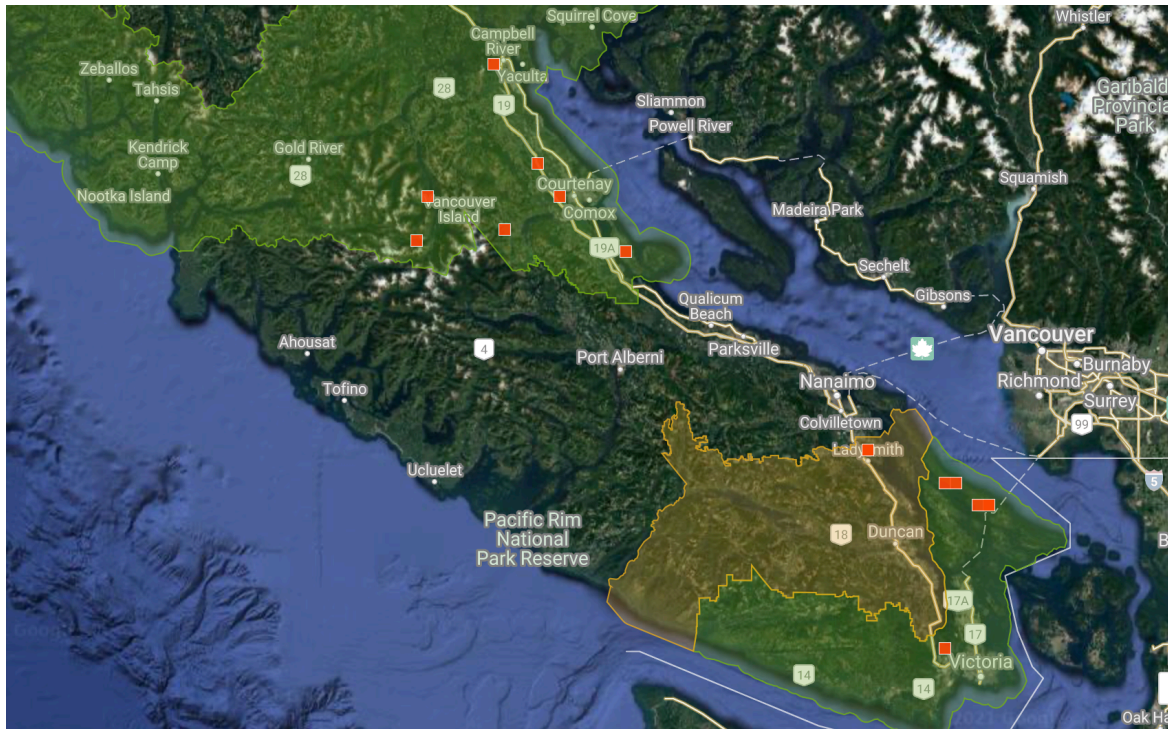 Squirrel Cove
Whistler
Campbell
River
Zeballos
Yaculta
Tahsis
28
19
Sliammon
Powell River
Garibald
Provincia
Park
Kendrick
Camp
Gold River
28
Squamish
Courtenay
Nootka Island
Vancouver
Island
Comox
Madeira Park
19A
Sechelt
Gibsons
Qualicum
Beach
Vancouver
Ahousat
4
Port Alberni
Parksville
Burnaby
Richmond
Nanaimo
Surrey
Tofino
Colvilletown
99
Ladysmith
Ucluelet
5
Pacific Rim
National
Park Reserve
18
Duncan
B
17A
17
Victoria
14
14
Oak Ha